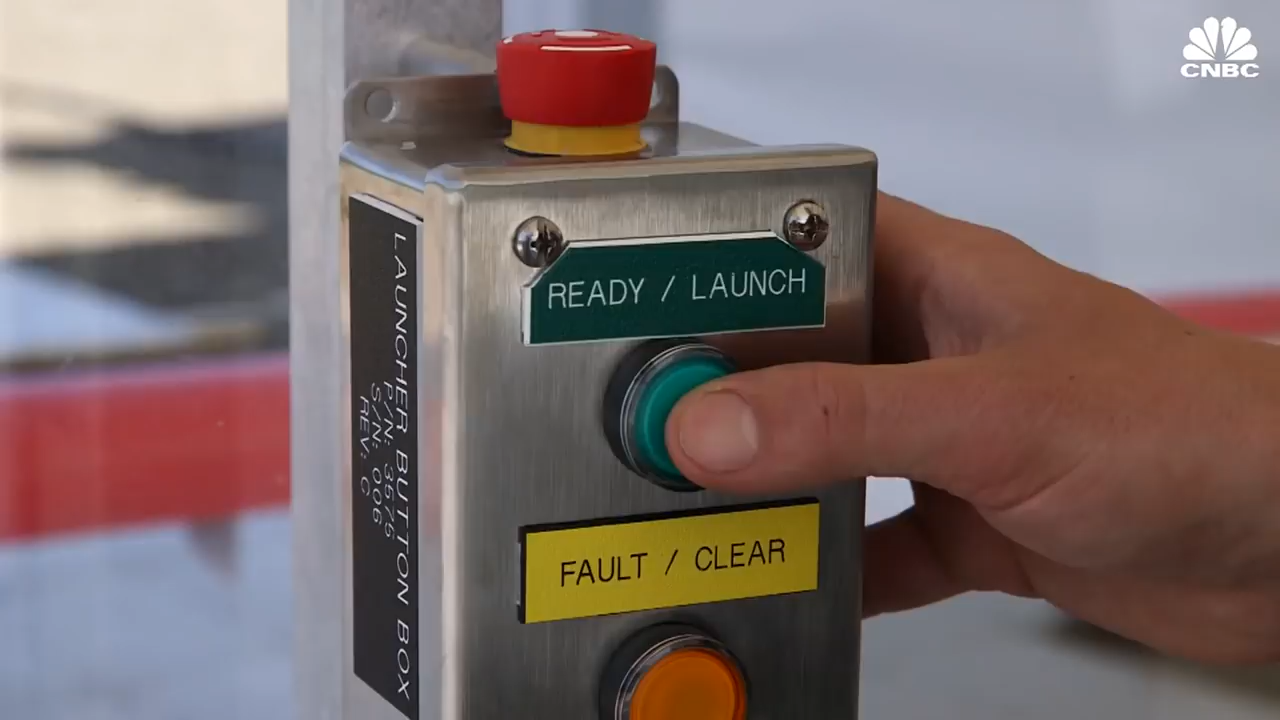 CNBC
READY / LAUNCH
FAULT / CLEAR
LAUNCHER BUTTON BOX
P/N: 3576
S/N: 006
REV: C